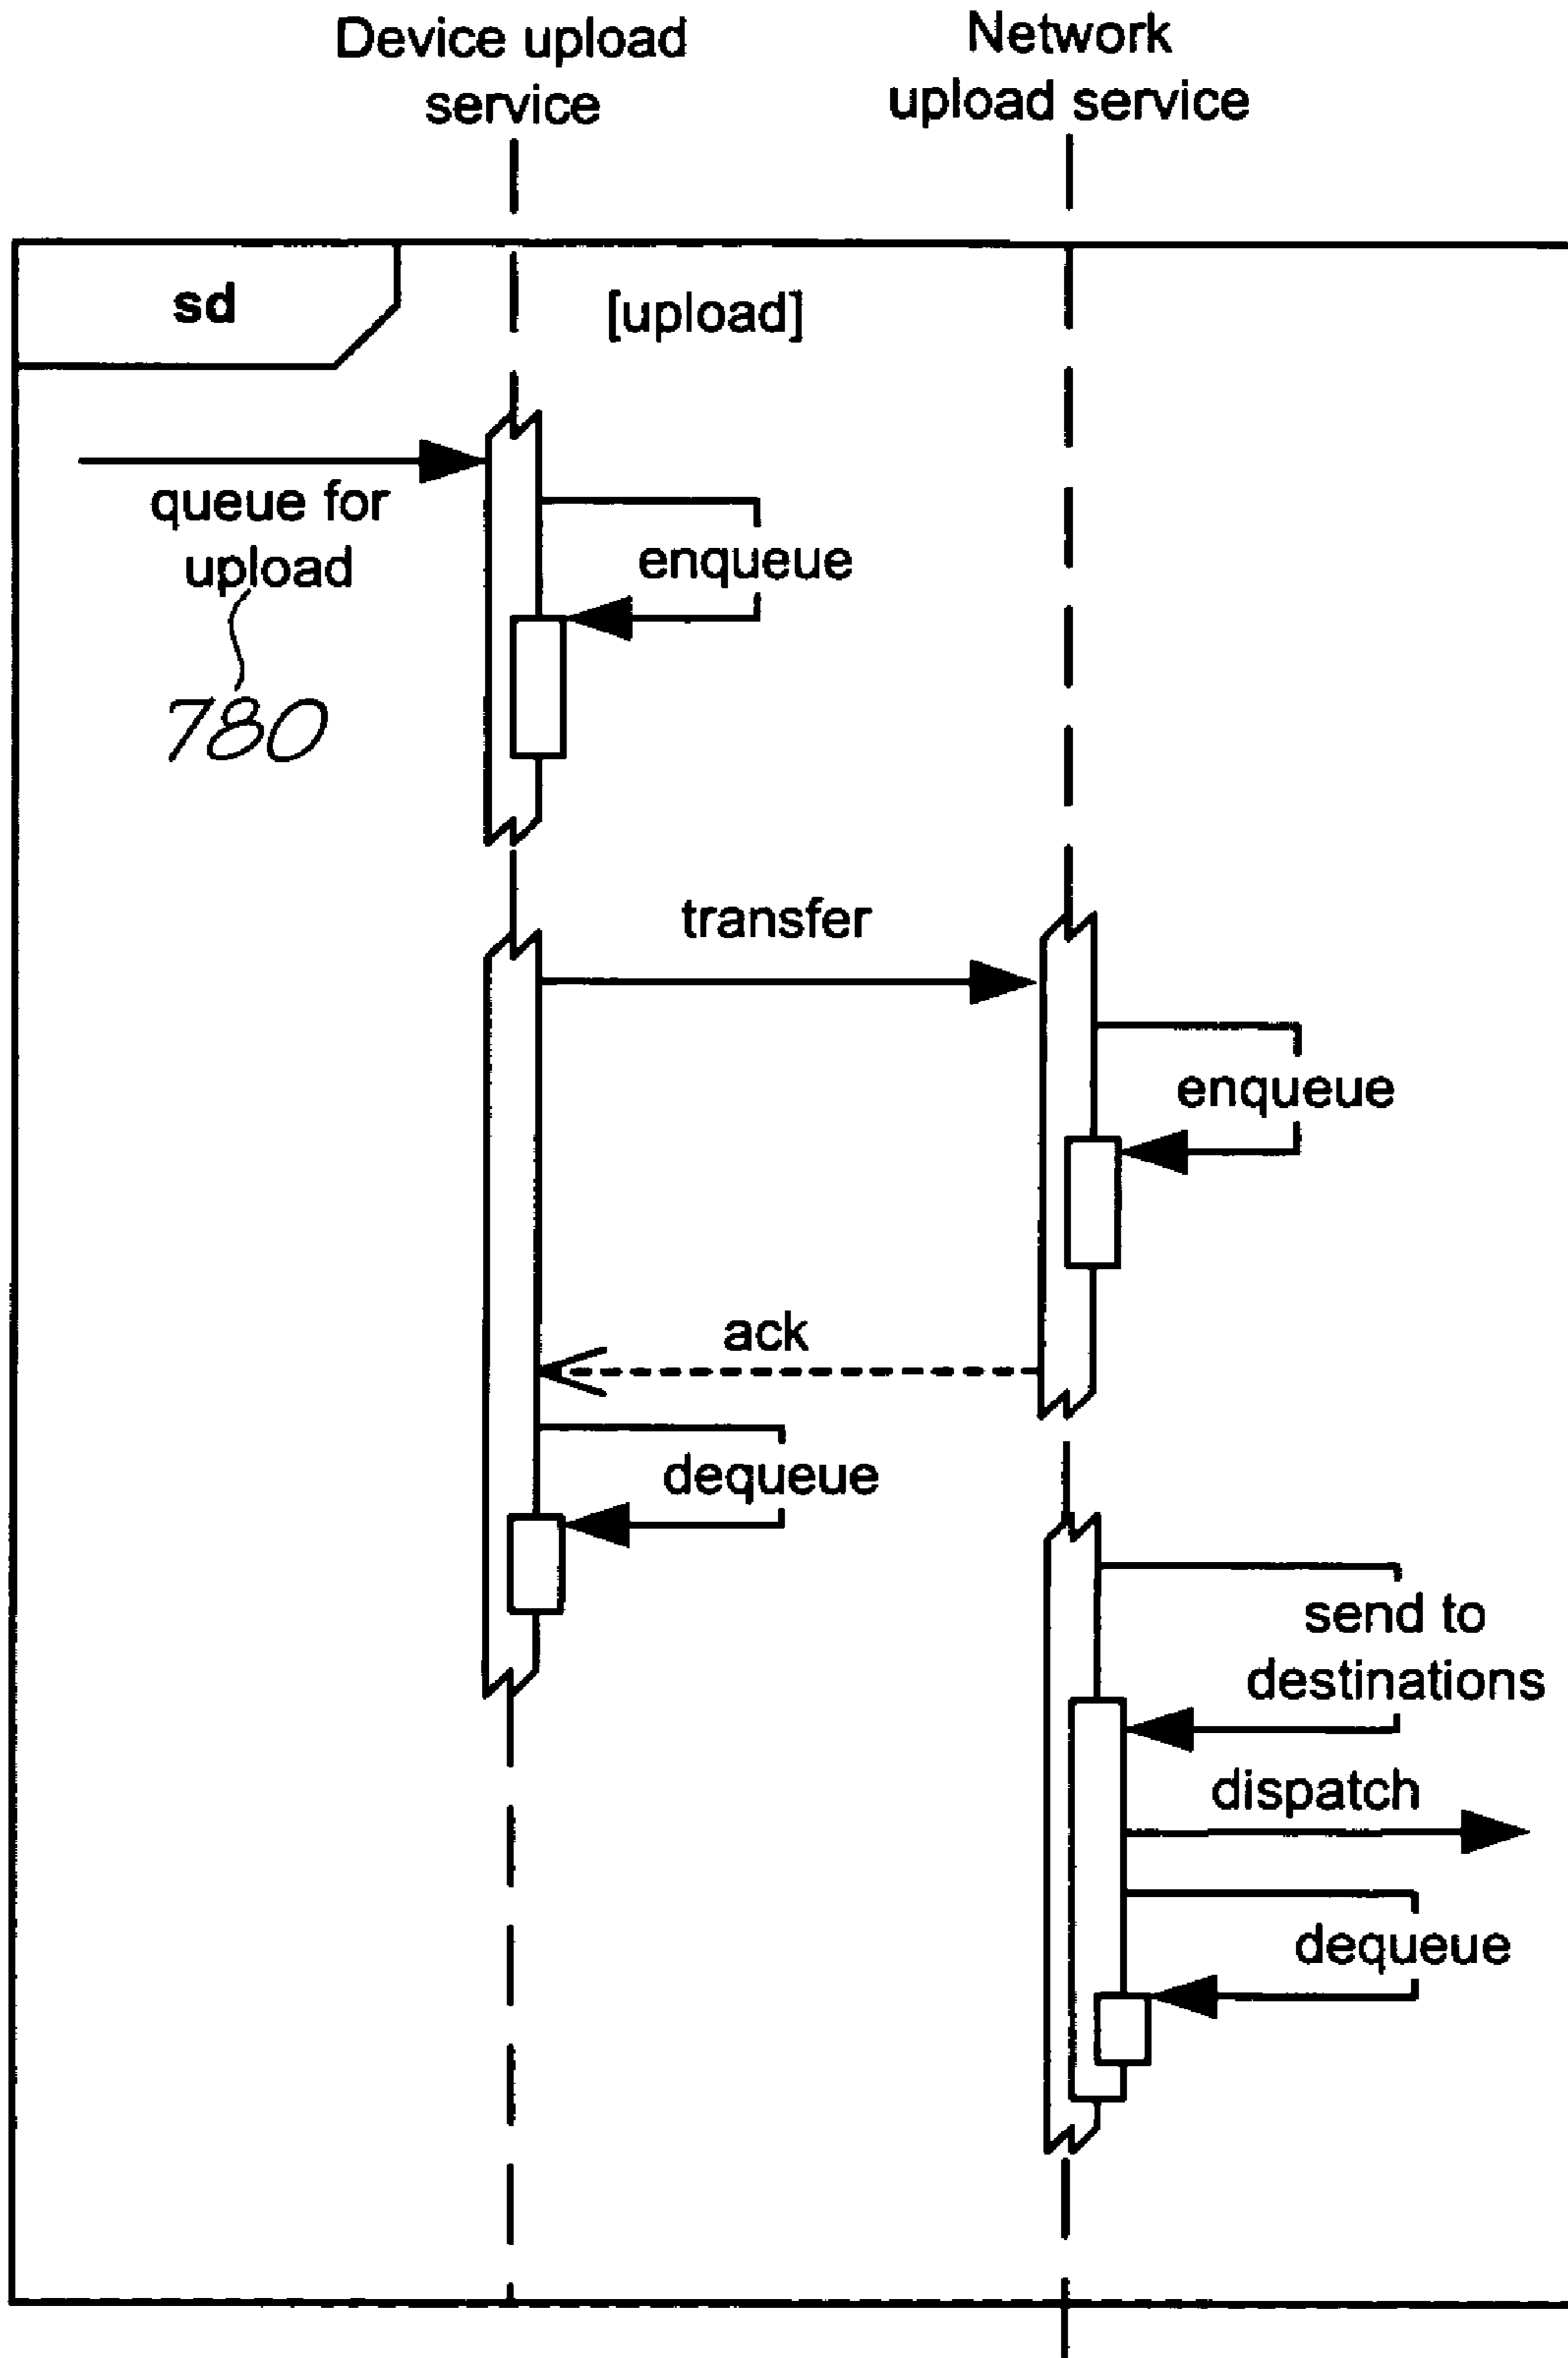 Device upload
service
Network
upload service
sd
[upload]
queue for
upload
780
enqueue
transfer
enqueue
ack
dequeue
send to
destinations
dispatch
dequeue